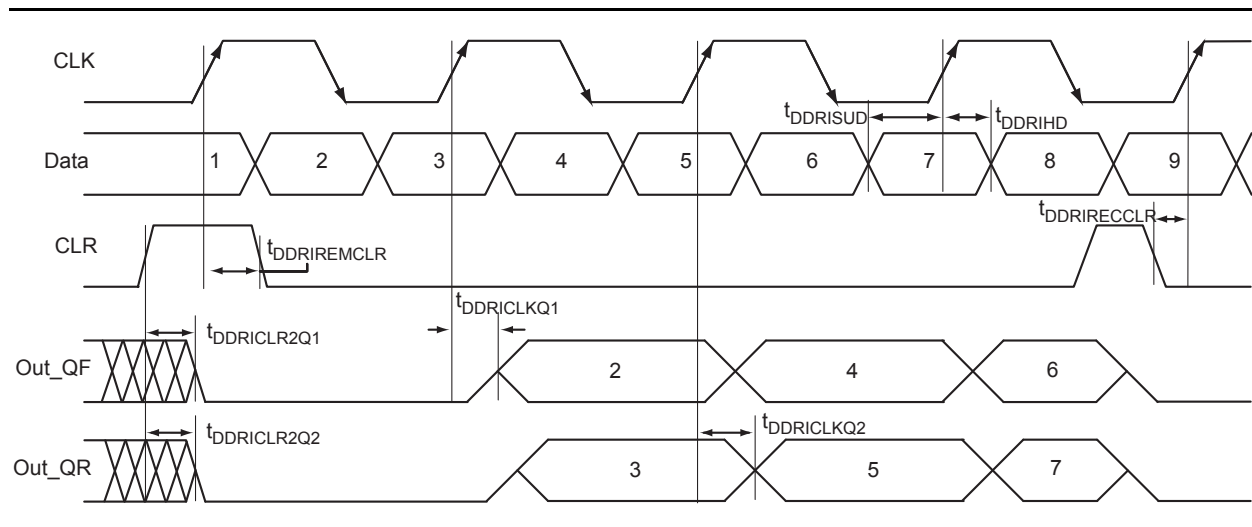 CLK
tDDRISUD
tDDRIHD
Data
1 2 3 4 5 6 7 8 9
tDDRIRECCLR
CLR
tDDRIREMCLR
tDDRICLKQ1
tDDRICLR2Q1
Out_QF
2 4 6
tDDRICLR2Q2
tDDRICLKQ2
Out_QR
3 5 7